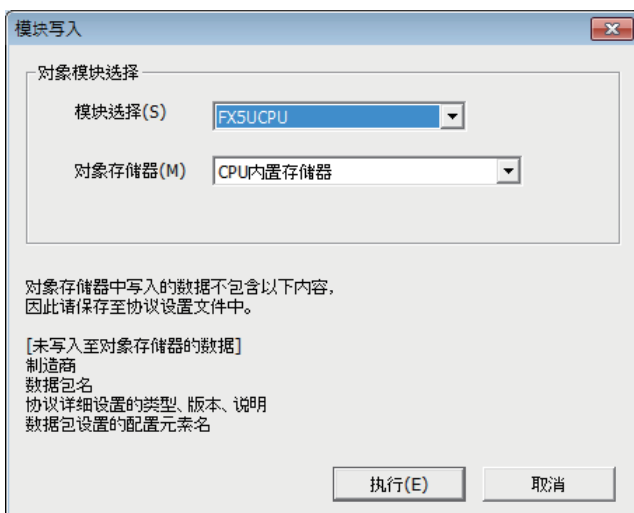 模块写入
对象模块选择
模块选择(S)
FX5UCPU
对象存储器(M)
CPU内置存储器
对象存储器中写入的数据不包含以下内容，
因此请保存至协议设置文件中。
[未写入至对象存储器的数据]
制造商
数据包名
协议详细设置的类型、版本、说明
数据包设置的配置元素名
执行(E)
取消